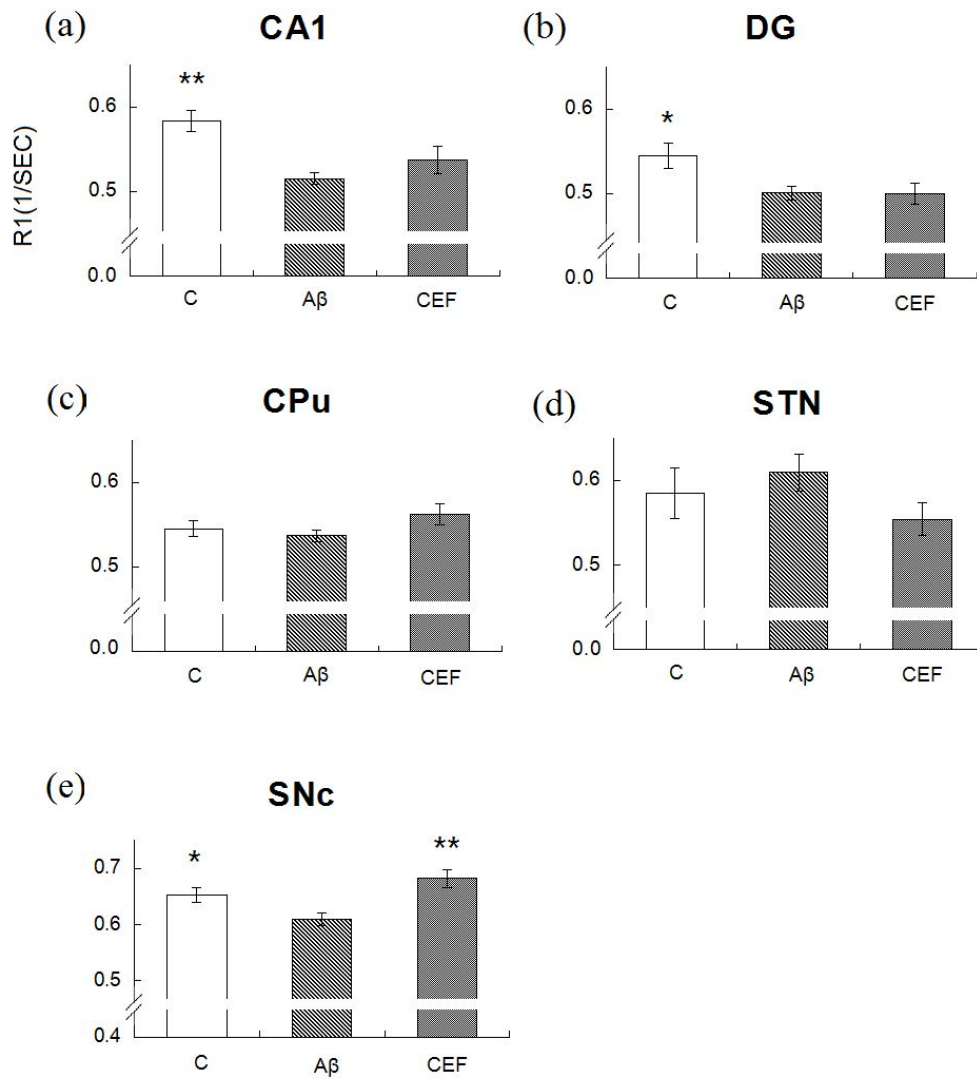 (a) CA1
**
0.6
0.5
0.0
R1(1/SEC)
C Aβ CEF
(b) DG
*
0.6
0.5
0.0
C Aβ CEF
(c) CPu
0.6
0.5
0.0
C Aβ CEF
(d) STN
0.6
0.5
0.0
C Aβ CEF
(e) SNc
* **
0.7
0.6
0.5
0.4
C Aβ CEF